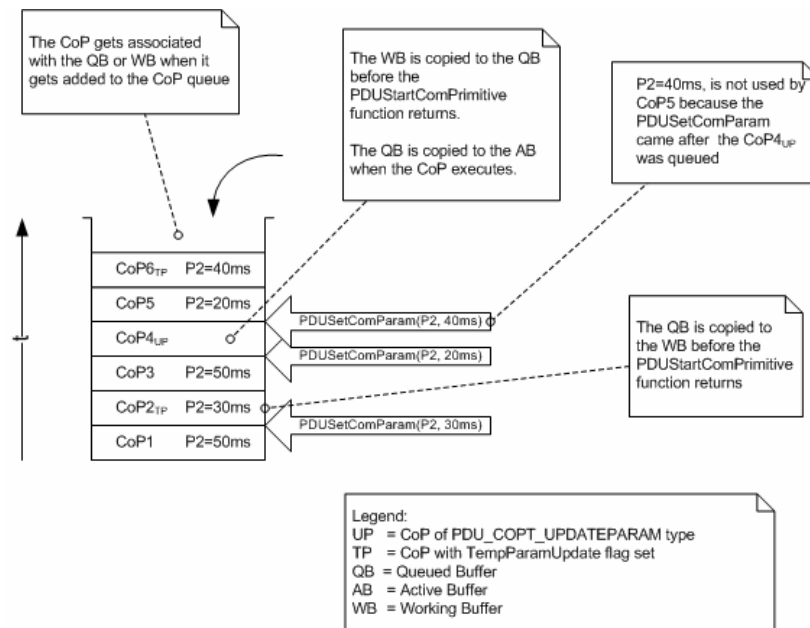 The CoP gets associated
with the QB or WB when it
gets added to the CoP queue
The WB is copied to the QB
before the
PDUStartComPrimitive
function returns.
The QB is copied to the AB
when the CoP executes.
P2=40ms, is not used by
CoP5 because the
PDUSetComParam
came after the CoP4UP
was queued
t
CoP6TP P2=40ms
CoP5 P2=20ms
CoP4UP
CoP3 P2=50ms
CoP2TP P2=30ms
CoP1 P2=50ms
PDUSetComParam(P2, 40ms)
PDUSetComParam(P2, 20ms)
PDUSetComParam(P2, 30ms)
The QB is copied to
the WB before the
PDUStartComPrimitive
function returns
Legend:
UP = CoP of PDU_COPT_UPDATEPARAM type
TP = CoP with TempParamUpdate flag set
QB = Queued Buffer
AB = Active Buffer
WB = Working Buffer